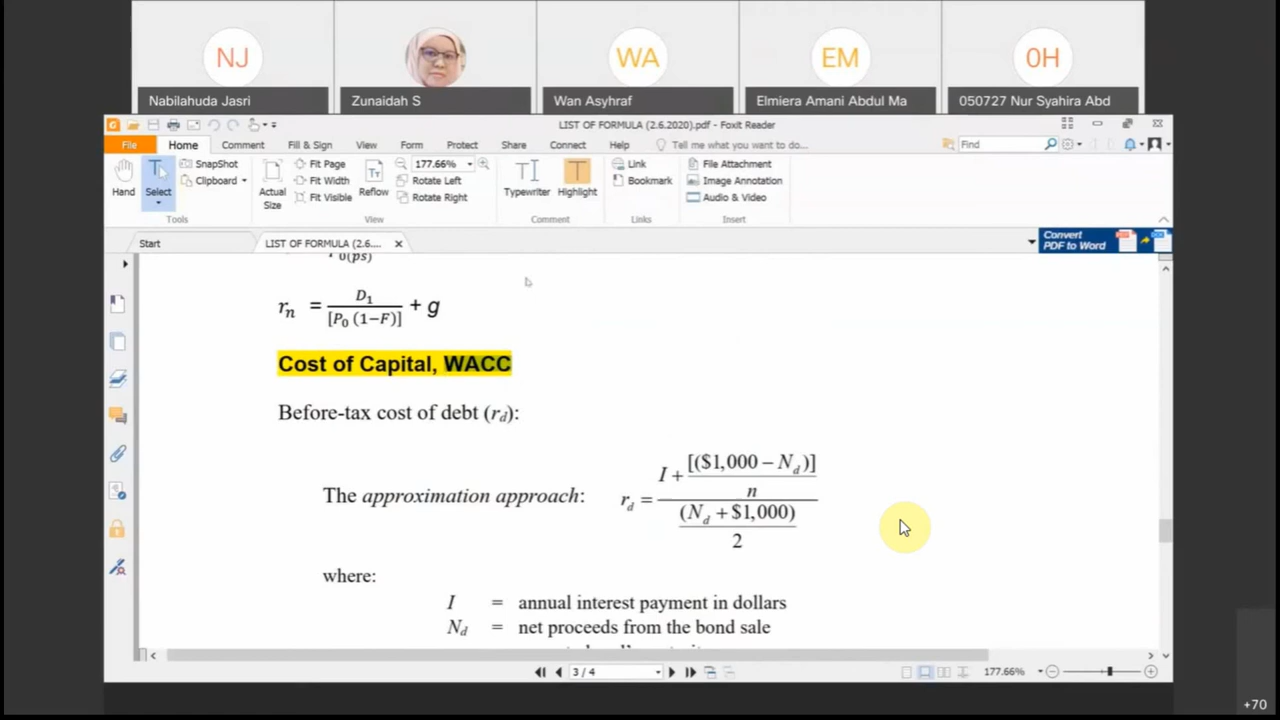 NJ
WA
EM
0H
Nabilahuda Jasri
Zunaidah S
Wan Asyhraf
Elmiera Amani Abdul Ma
050727 Nur Syahira Abd
LIST OF FORMULA (2.6.2020).pdf - Foxit Reader
File Home Comment Fill & Sign View Form Protect Share Connect Help Tell me what you want to do... Find
Hand
Select
SnapShot
Clipboard
Tools
Actual Size
Fit Page
Fit Width
Fit Visible
Reflow
177.66%
Rotate Left
Rotate Right
View
Typewriter
Highlight
Comment
Link
Bookmark
Links
File Attachment
Image Annotation
Audio & Video
Insert
Start
LIST OF FORMULA (2.6....
Convert
PDF to Word
P₀(ps)
rₙ = D₁ / [P₀ (1−F)] + g
Cost of Capital, WACC
Before-tax cost of debt (r_d):
The approximation approach: r_d = (I + [($1,000 − N_d)] / n) / ((N_d + $1,000) / 2)
where:
I = annual interest payment in dollars
N_d = net proceeds from the bond sale
3 / 4
177.66%
+70